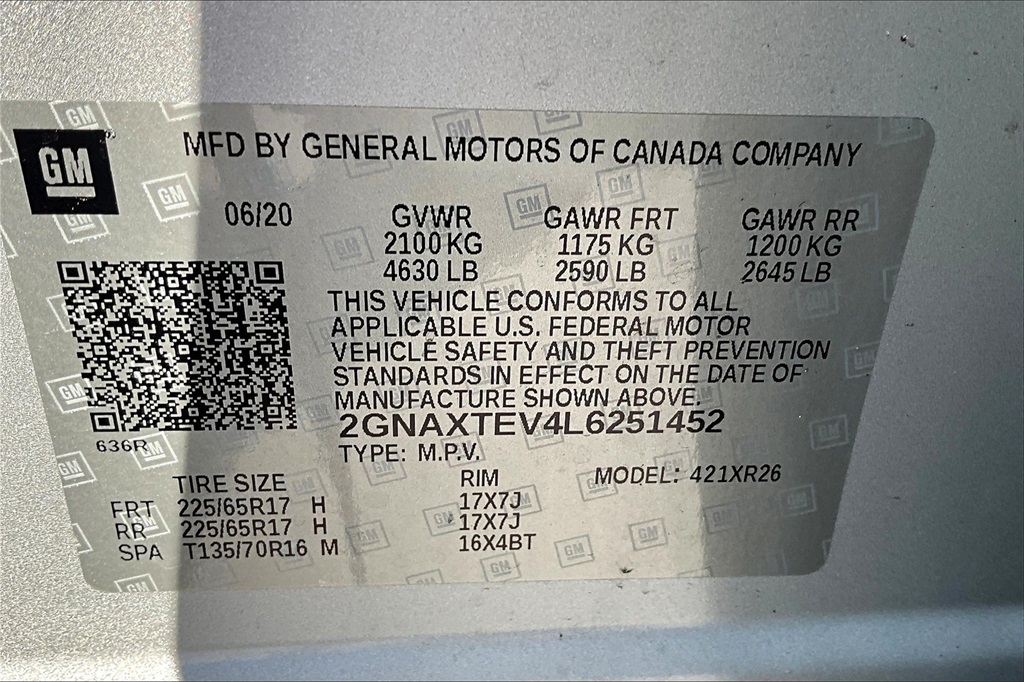 GM
MFD BY GENERAL MOTORS OF CANADA COMPANY
06/20 GVWR GAWR FRT GAWR RR
2100 KG 1175 KG 1200 KG
4630 LB 2590 LB 2645 LB
THIS VEHICLE CONFORMS TO ALL
APPLICABLE U.S. FEDERAL MOTOR
VEHICLE SAFETY AND THEFT PREVENTION
STANDARDS IN EFFECT ON THE DATE OF
MANUFACTURE SHOWN ABOVE.
2GNAXTEV4L6251452
636R
TYPE: M.P.V.
TIRE SIZE RIM MODEL: 421XR26
FRT 225/65R17 H 17X7J
RR 225/65R17 H 17X7J
SPA T135/70R16 M 16X4BT